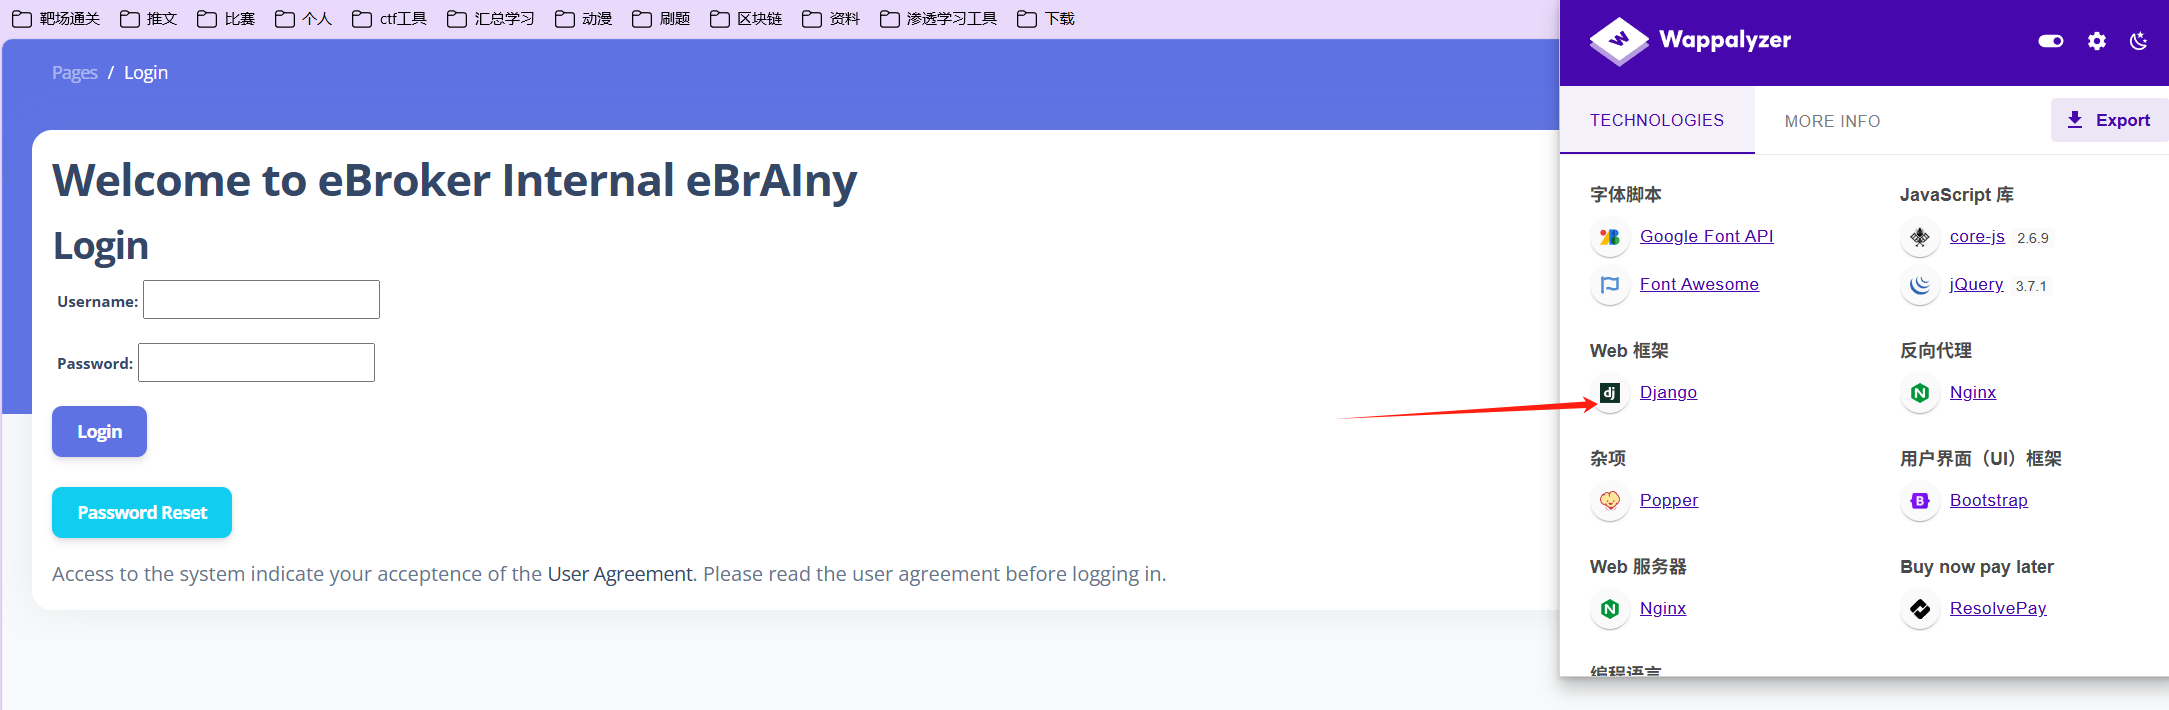 靶场通关 推文 比赛 个人 ctf工具 汇总学习 动漫 刷题 区块链 资料 渗透学习工具 下载
Pages / Login
Welcome to eBroker Internal eBrAIny
Login
Username:
Password:
Login
Password Reset
Access to the system indicate your acceptence of the User Agreement. Please read the user agreement before logging in.
Wappalyzer
TECHNOLOGIES MORE INFO Export
字体脚本 JavaScript 库
Google Font API core-js 2.6.9
Font Awesome jQuery 3.7.1
Web 框架 反向代理
Django Nginx
杂项 用户界面（UI）框架
Popper Bootstrap
Web 服务器 Buy now pay later
Nginx ResolvePay
编程语言